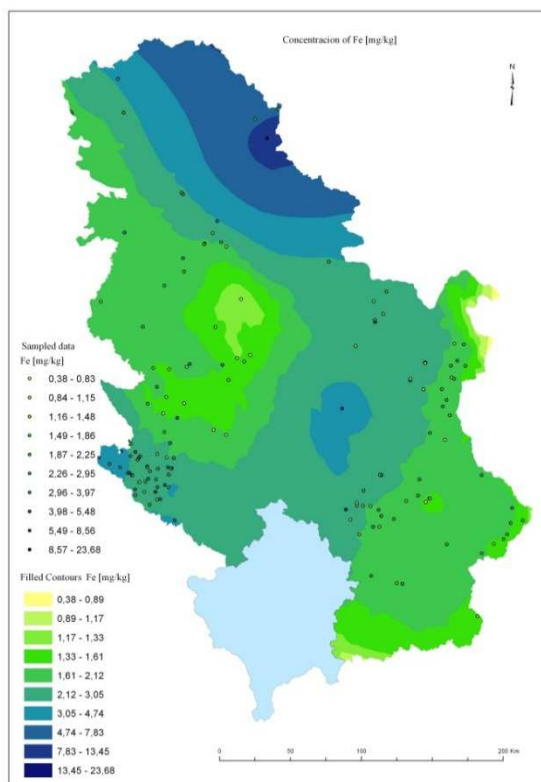 Concentracion of Fe [mg/kg]
N
Sampled data
Fe [mg/kg]
0,38 - 0,83
0,84 - 1,15
1,16 - 1,48
1,49 - 1,86
1,87 - 2,25
2,26 - 2,95
2,96 - 3,97
3,98 - 5,48
5,49 - 8,56
8,57 - 23,68
Filled Contours Fe [mg/kg]
0,38 - 0,89
0,89 - 1,17
1,17 - 1,33
1,33 - 1,61
1,61 - 2,12
2,12 - 3,05
3,05 - 4,74
4,74 - 7,83
7,83 - 13,45
13,45 - 23,68
0 50 100 200 Km